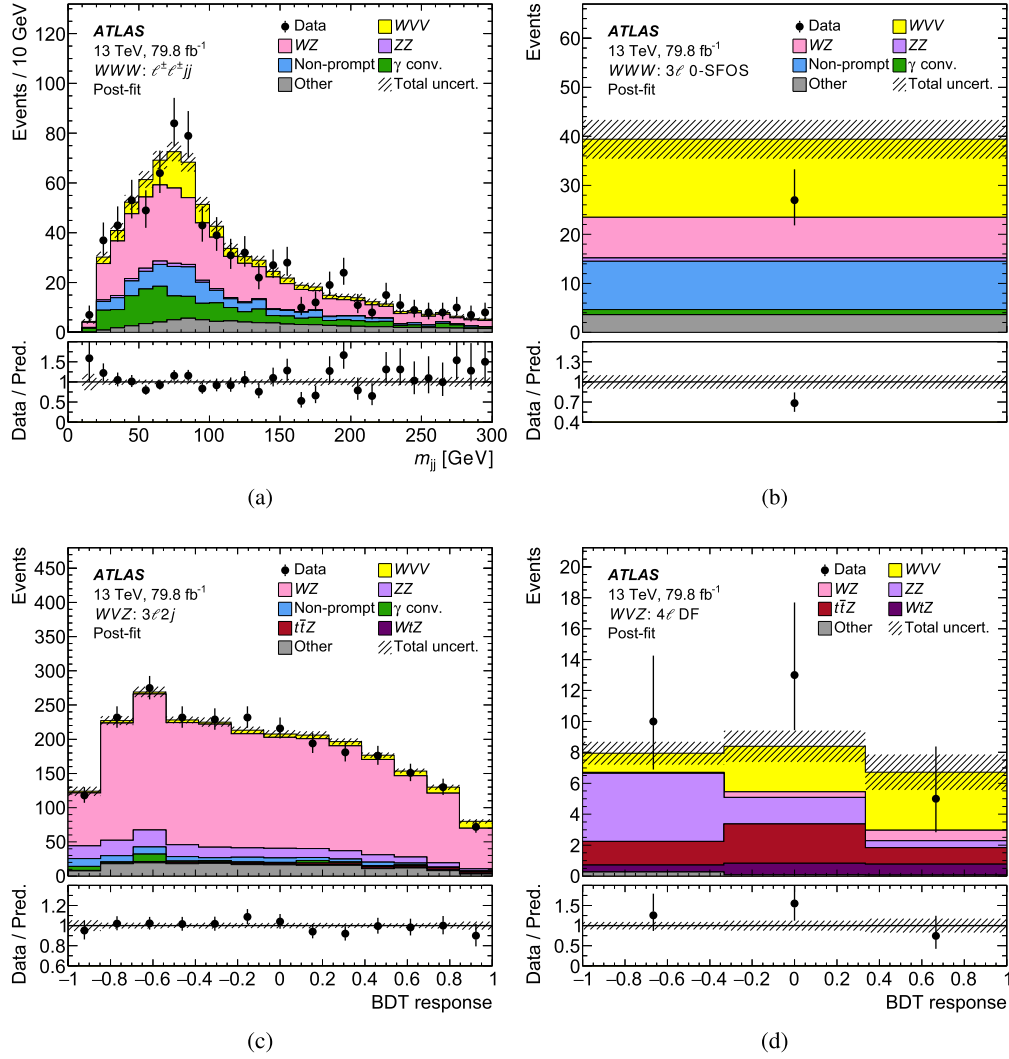 Events / 10 GeV
120
100
80
60
40
20
0
ATLAS
13 TeV, 79.8 fb⁻¹
WWW: ℓ±ℓ±jj
Post-fit
Data
WVV
WZ
ZZ
Non-prompt
γ conv.
Other
Total uncert.
Data / Pred.
1.5
1
0.5
0
0 50 100 150 200 250 300
m_jj [GeV]
(a)
Events
60
50
40
30
20
10
0
ATLAS
13 TeV, 79.8 fb⁻¹
WWW: 3ℓ 0-SFOS
Post-fit
Data
WVV
WZ
ZZ
Non-prompt
γ conv.
Other
Total uncert.
Data / Pred.
1.3
1
0.7
0.4
(b)
Events
450
400
350
300
250
200
150
100
50
0
ATLAS
13 TeV, 79.8 fb⁻¹
WVZ: 3ℓ2j
Post-fit
Data
WVV
WZ
ZZ
Non-prompt
γ conv.
tt̄Z
WtZ
Other
Total uncert.
Data / Pred.
1.2
1
0.8
0.6
−1 −0.8 −0.6 −0.4 −0.2 0 0.2 0.4 0.6 0.8 1
BDT response
(c)
Events
20
18
16
14
12
10
8
6
4
2
0
ATLAS
13 TeV, 79.8 fb⁻¹
WVZ: 4ℓ DF
Post-fit
Data
WVV
WZ
ZZ
tt̄Z
WtZ
Other
Total uncert.
Data / Pred.
1.5
1
0.5
0
−1 −0.8 −0.6 −0.4 −0.2 0 0.2 0.4 0.6 0.8 1
BDT response
(d)